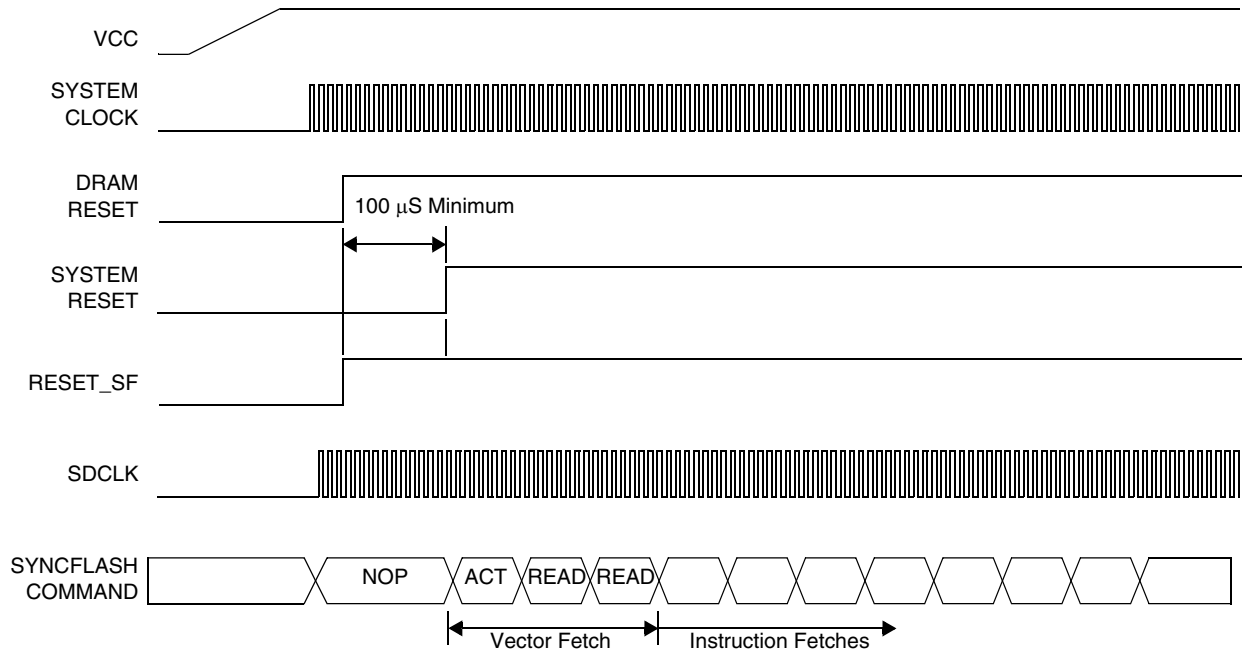 VCC
SYSTEM
CLOCK
DRAM
RESET
100 μS Minimum
SYSTEM
RESET
RESET_SF
SDCLK
SYNCFLASH
COMMAND
NOP
ACT
READ
READ
Vector Fetch
Instruction Fetches